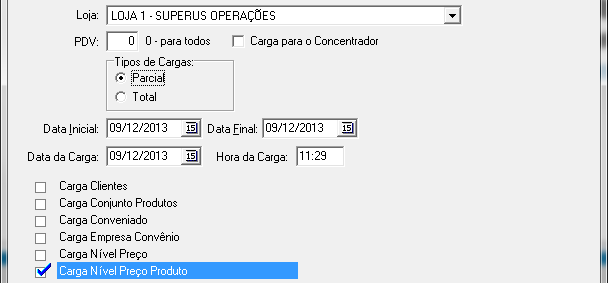 Loja: LOJA 1 - SUPERUS OPERAÇÕES
PDV: 0 0 - para todos Carga para o Concentrador
Tipos de Cargas:
Parcial
Total
Data Inicial: 09/12/2013 15 Data Final: 09/12/2013 15
Data da Carga: 09/12/2013 15 Hora da Carga: 11:29
Carga Clientes
Carga Conjunto Produtos
Carga Conveniado
Carga Empresa Convênio
Carga Nível Preço
Carga Nível Preço Produto